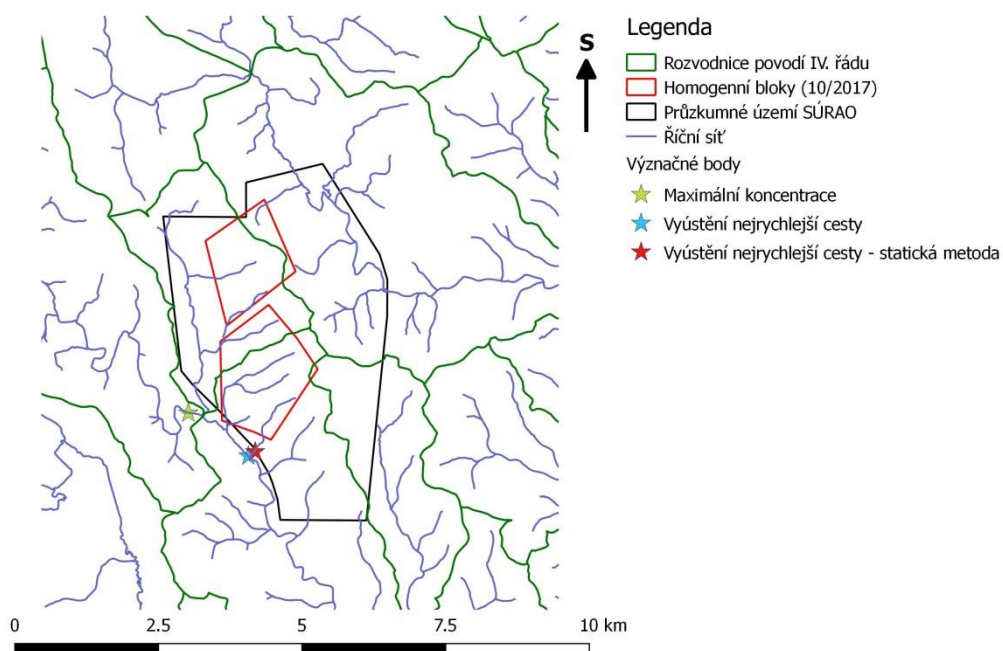 S
Legenda
Rozvodnice povodí IV. řádu
Homogenní bloky (10/2017)
Průzkumné území SÚRAO
Říční síť
Význačné body
Maximální koncentrace
Vyústění nejrychlejší cesty
Vyústění nejrychlejší cesty - statická metoda
0 2.5 5 7.5 10 km